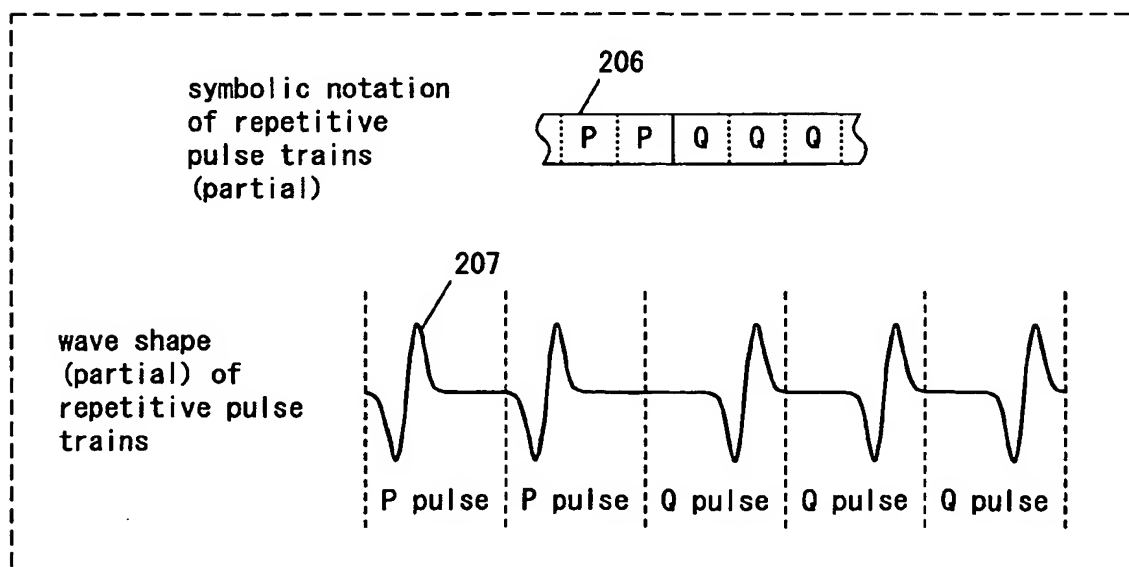 206
symbolic notation
of repetitive
pulse trains
(partial)
P P Q Q Q
207
wave shape
(partial) of
repetitive pulse
trains
P pulse P pulse Q pulse Q pulse Q pulse